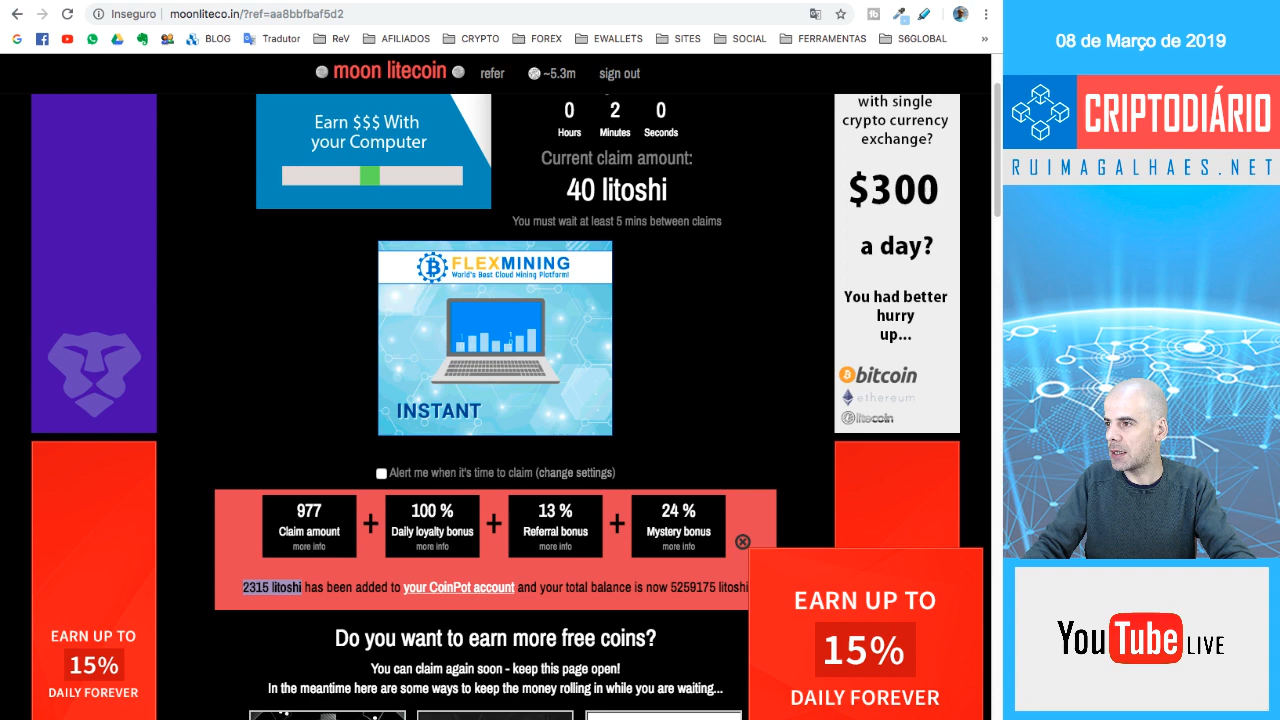 Inseguro | moonliteco.in/?ref=aa8bbfbaf5d2
BLOG Tradutor ReV AFILIADOS CRYPTO FOREX EWALLETS SITES SOCIAL FERRAMENTAS S6GLOBAL »
moon litecoin refer ~5.3m sign out
Earn $$$ With
your Computer
0 2 0
Hours Minutes Seconds
Current claim amount:
40 litoshi
You must wait at least 5 mins between claims
FLEXMINING
World's Best Cloud Mining Platform!
INSTANT
with single
crypto currency
exchange?
$300
a day?
You had better
hurry
up...
bitcoin
ethereum
litecoin
Alert me when it's time to claim (change settings)
977 + 100 % + 13 % + 24 %
Claim amount Daily loyalty bonus Referral bonus Mystery bonus
more info more info more info more info
2315 litoshi has been added to your CoinPot account and your total balance is now 5259175 litoshi
Do you want to earn more free coins?
You can claim again soon - keep this page open!
In the meantime here are some ways to keep the money rolling in while you are waiting...
EARN UP TO
15%
DAILY FOREVER
EARN UP TO
15%
DAILY FOREVER
08 de Março de 2019
CRIPTODIÁRIO
RUIMAGALHAES.NET
YouTube LIVE